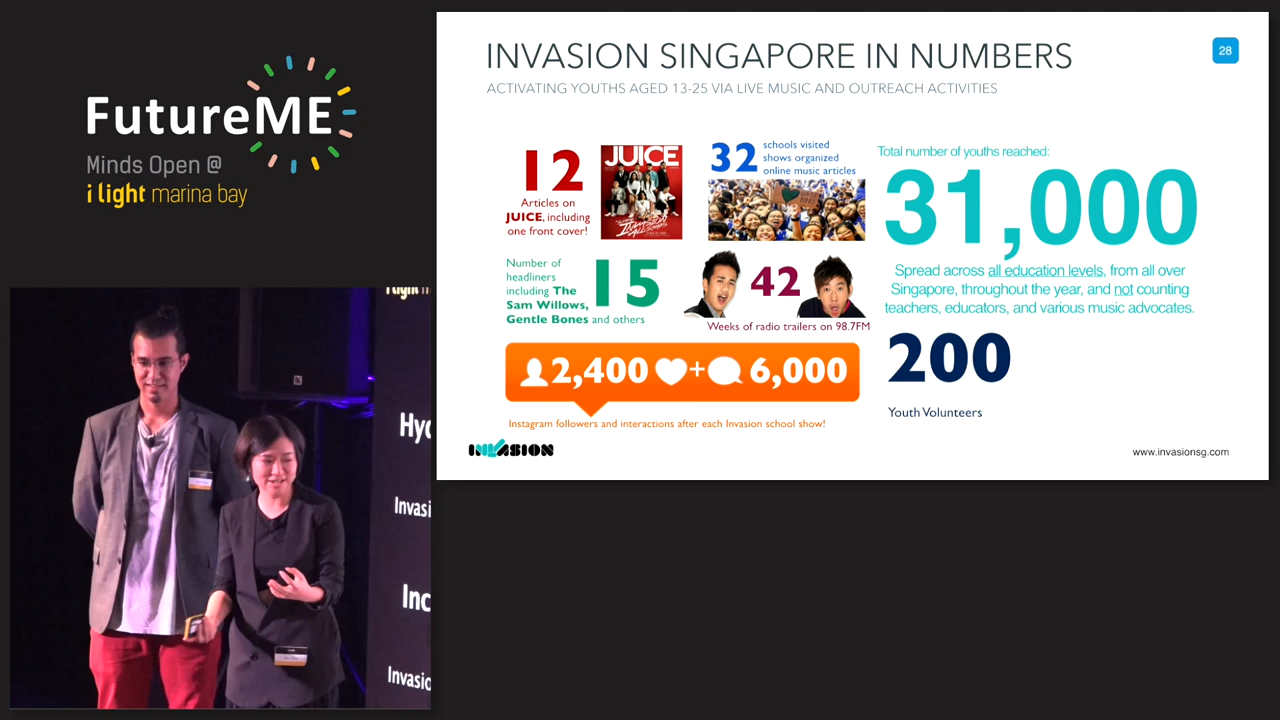 FutureME
Minds Open @
i light marina bay
INVASION SINGAPORE IN NUMBERS
28
ACTIVATING YOUTHS AGED 13-25 VIA LIVE MUSIC AND OUTREACH ACTIVITIES
12
Articles on
JUICE, including
one front cover!
JUICE
32
schools visited
shows organized
online music articles
Total number of youths reached:
31,000
Spread across all education levels, from all over
Singapore, throughout the year, and not counting
teachers, educators, and various music advocates.
Number of
headliners
including The
Sam Willows,
Gentle Bones and others
15
42
Weeks of radio trailers on 98.7FM
2,400 + 6,000
Instagram followers and interactions after each Invasion school show!
200
Youth Volunteers
INVASION
www.invasionsg.com
Hyd
Invasi
Inc
Invasio